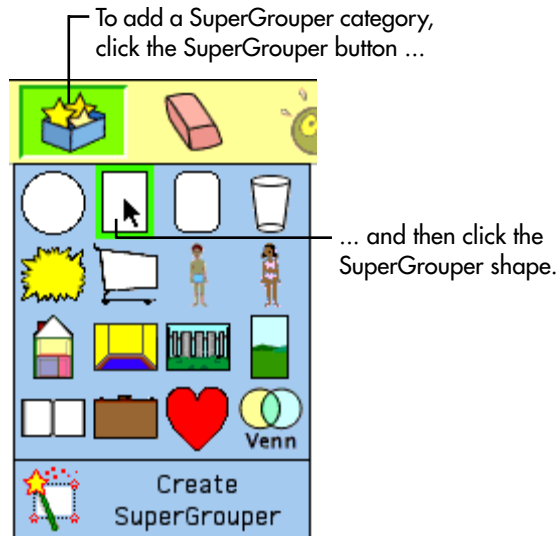 To add a SuperGrouper category,
click the SuperGrouper button ...
... and then click the
SuperGrouper shape.
Venn
Create
SuperGrouper